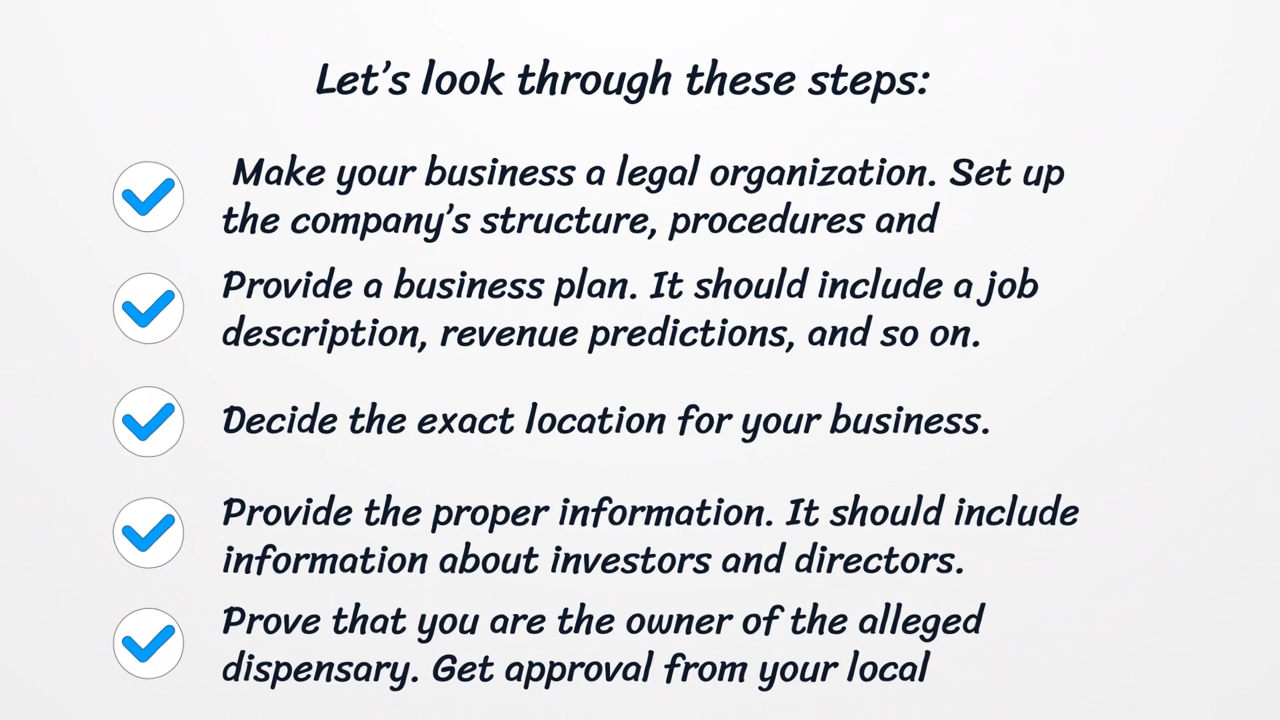 Let’s look through these steps:
Make your business a legal organization. Set up
the company’s structure, procedures and
Provide a business plan. It should include a job
description, revenue predictions, and so on.
Decide the exact location for your business.
Provide the proper information. It should include
information about investors and directors.
Prove that you are the owner of the alleged
dispensary. Get approval from your local